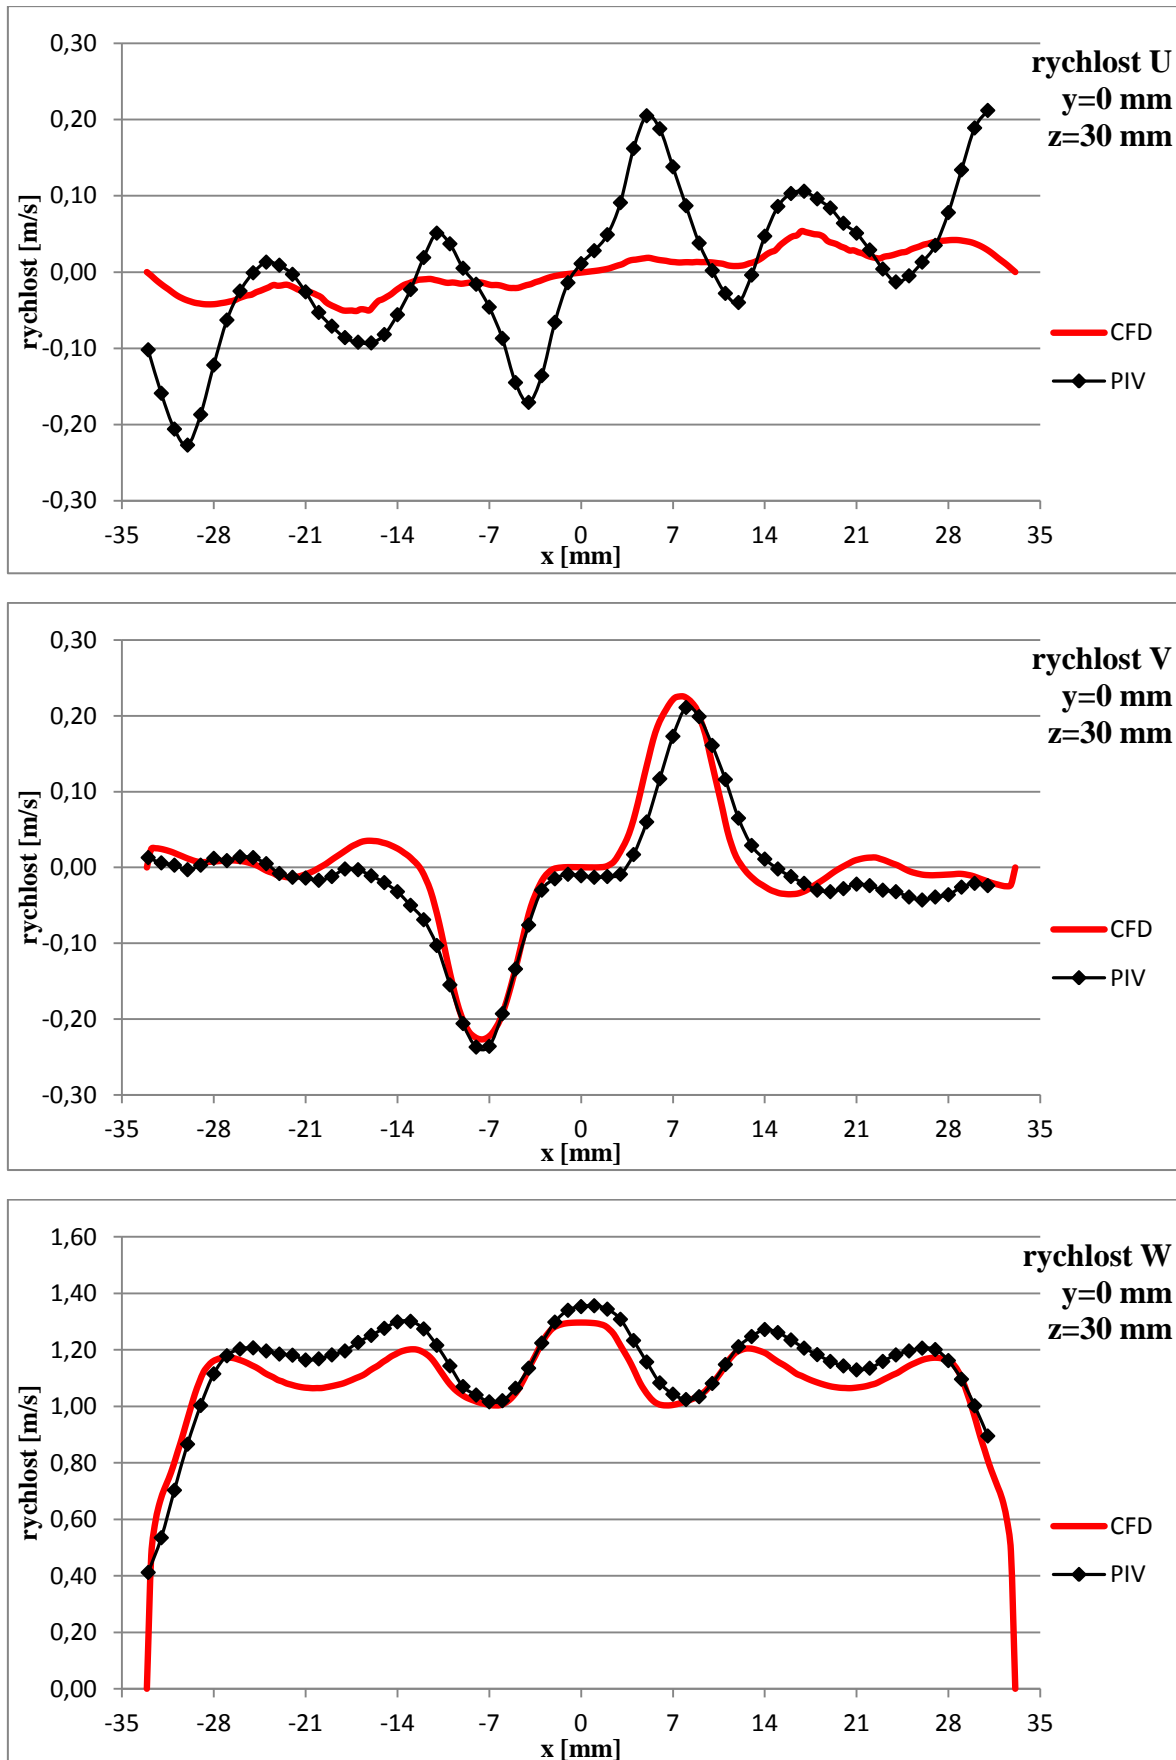 0,30
0,20
0,10
0,00
-0,10
-0,20
-0,30
rychlost [m/s]
-35 -28 -21 -14 -7 0 7 14 21 28 35
x [mm]
rychlost U
y=0 mm
z=30 mm
CFD
PIV
0,30
0,20
0,10
0,00
-0,10
-0,20
-0,30
rychlost [m/s]
-35 -28 -21 -14 -7 0 7 14 21 28 35
x [mm]
rychlost V
y=0 mm
z=30 mm
CFD
PIV
1,60
1,40
1,20
1,00
0,80
0,60
0,40
0,20
0,00
rychlost [m/s]
-35 -28 -21 -14 -7 0 7 14 21 28 35
x [mm]
rychlost W
y=0 mm
z=30 mm
CFD
PIV